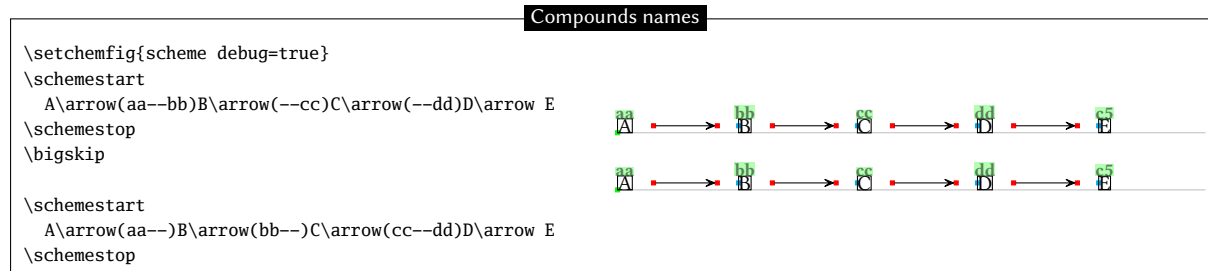 Compounds names
\setchemfig{scheme debug=true}
\schemestart
  A\arrow(aa--bb)B\arrow(--cc)C\arrow(--dd)D\arrow E
\schemestop
\bigskip

\schemestart
  A\arrow(aa--)B\arrow(bb--)C\arrow(cc--dd)D\arrow E
\schemestop
aa bb cc dd c5
A B C D E
aa bb cc dd c5
A B C D E